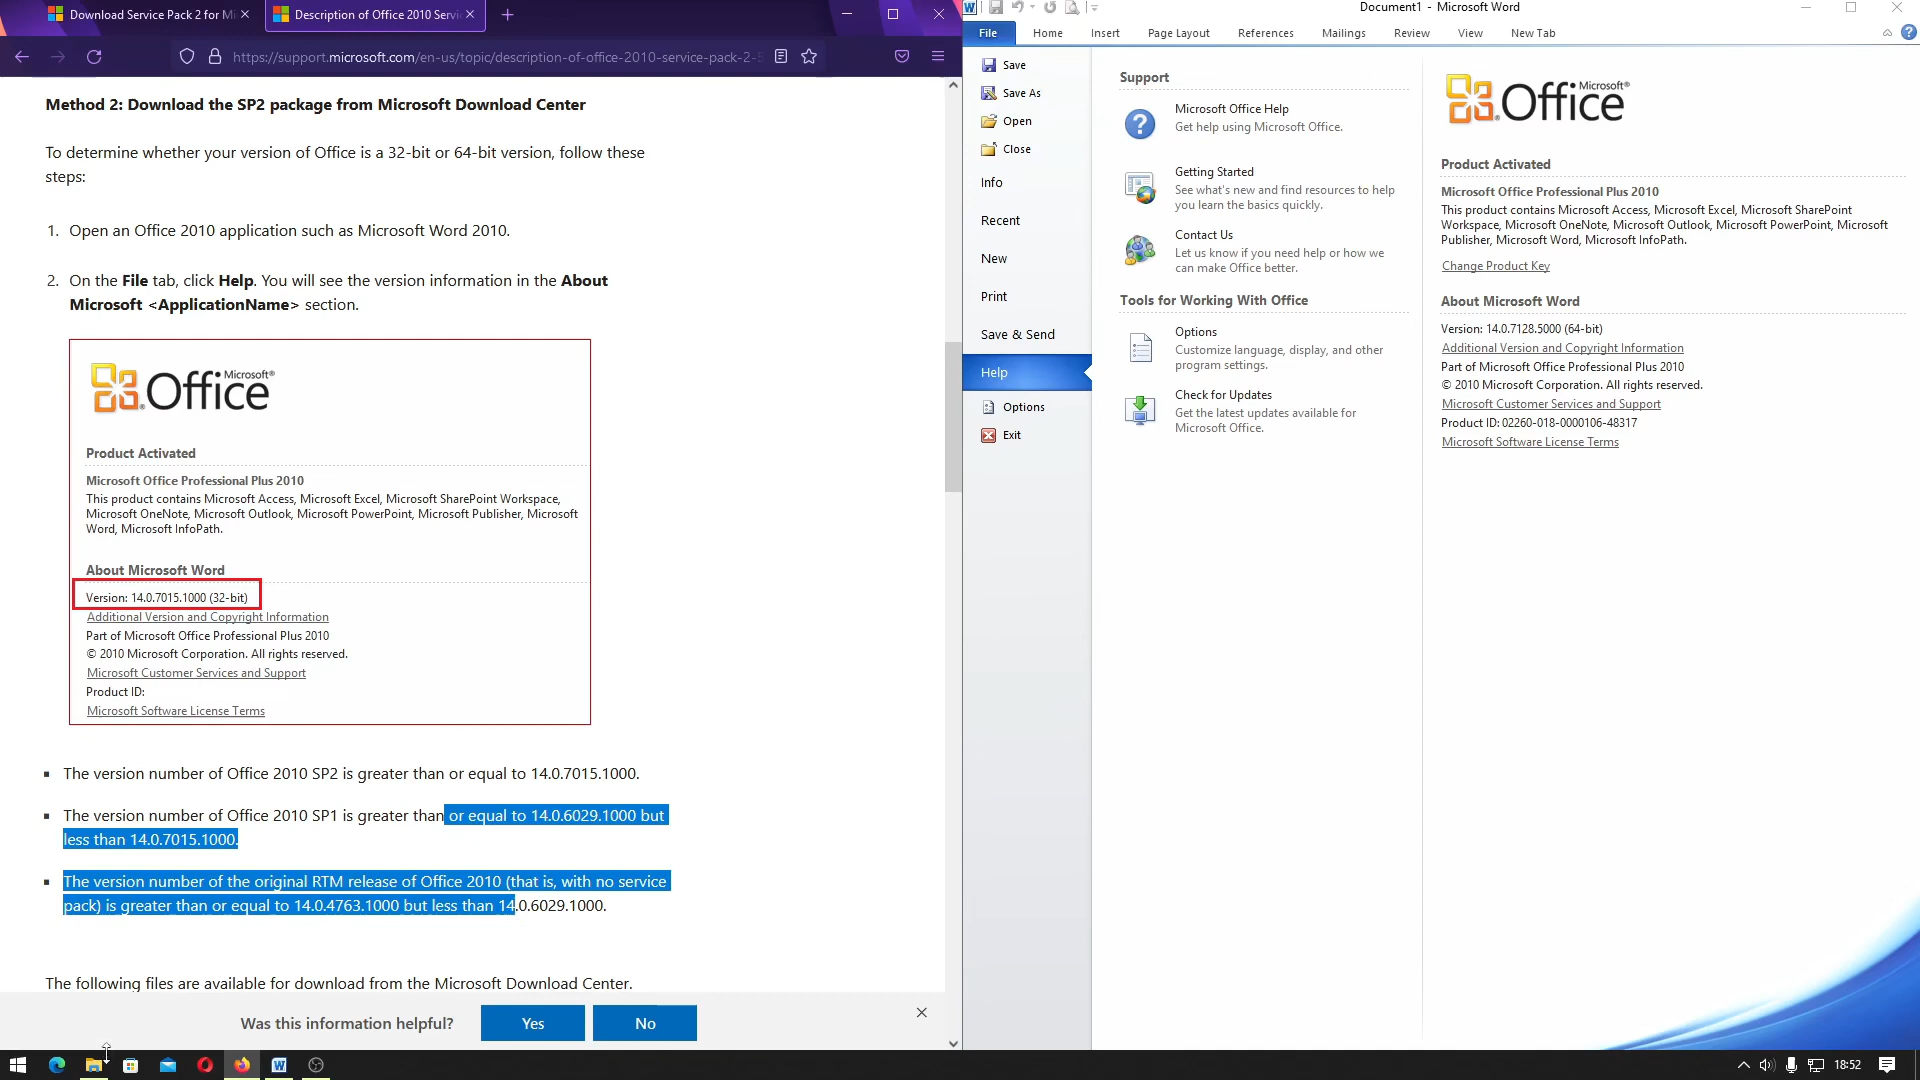 Download Service Pack 2 for Mi
Description of Office 2010 Servic
https://support.microsoft.com/en-us/topic/description-of-office-2010-service-pack-2-5
Method 2: Download the SP2 package from Microsoft Download Center
To determine whether your version of Office is a 32-bit or 64-bit version, follow these
steps:
1. Open an Office 2010 application such as Microsoft Word 2010.
2. On the File tab, click Help. You will see the version information in the About
Microsoft <ApplicationName> section.
Microsoft®
Office
Product Activated
Microsoft Office Professional Plus 2010
This product contains Microsoft Access, Microsoft Excel, Microsoft SharePoint Workspace,
Microsoft OneNote, Microsoft Outlook, Microsoft PowerPoint, Microsoft Publisher, Microsoft
Word, Microsoft InfoPath.
About Microsoft Word
Version: 14.0.7015.1000 (32-bit)
Additional Version and Copyright Information
Part of Microsoft Office Professional Plus 2010
© 2010 Microsoft Corporation. All rights reserved.
Microsoft Customer Services and Support
Product ID:
Microsoft Software License Terms
▪ The version number of Office 2010 SP2 is greater than or equal to 14.0.7015.1000.
▪ The version number of Office 2010 SP1 is greater than or equal to 14.0.6029.1000 but
less than 14.0.7015.1000.
▪ The version number of the original RTM release of Office 2010 (that is, with no service
pack) is greater than or equal to 14.0.4763.1000 but less than 14.0.6029.1000.
The following files are available for download from the Microsoft Download Center.
Was this information helpful?
Yes
No
Document1 - Microsoft Word
File
Home
Insert
Page Layout
References
Mailings
Review
View
New Tab
Save
Save As
Open
Close
Info
Recent
New
Print
Save & Send
Help
Options
Exit
Support
Microsoft Office Help
Get help using Microsoft Office.
Getting Started
See what's new and find resources to help
you learn the basics quickly.
Contact Us
Let us know if you need help or how we
can make Office better.
Tools for Working With Office
Options
Customize language, display, and other
program settings.
Check for Updates
Get the latest updates available for
Microsoft Office.
Microsoft®
Office
Product Activated
Microsoft Office Professional Plus 2010
This product contains Microsoft Access, Microsoft Excel, Microsoft SharePoint
Workspace, Microsoft OneNote, Microsoft Outlook, Microsoft PowerPoint, Microsoft
Publisher, Microsoft Word, Microsoft InfoPath.
Change Product Key
About Microsoft Word
Version: 14.0.7128.5000 (64-bit)
Additional Version and Copyright Information
Part of Microsoft Office Professional Plus 2010
© 2010 Microsoft Corporation. All rights reserved.
Microsoft Customer Services and Support
Product ID: 02260-018-0000106-48317
Microsoft Software License Terms
18:52